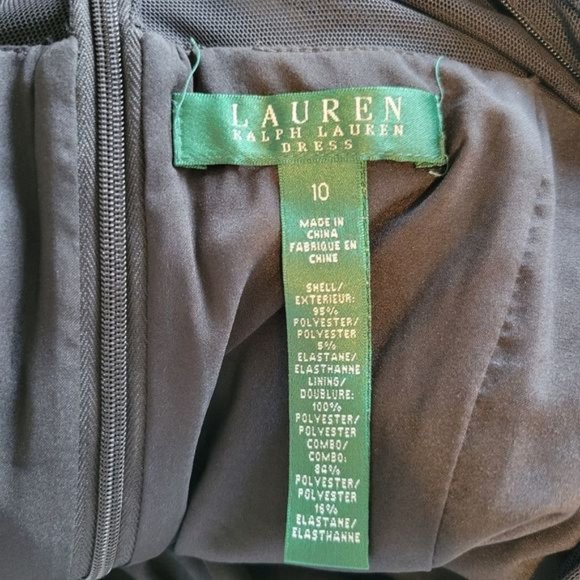 LAUREN
RALPH LAUREN
DRESS
10
MADE IN
CHINA
FABRIQUE EN
CHINE
SHELL/
EXTERIEUR:
95%
POLYESTER/
POLYESTER
5%
ELASTANE/
ELASTHANNE
LINING/
DOUBLURE:
100%
POLYESTER/
POLYESTER
COMBO/
COMBO:
84%
POLYESTER/
POLYESTER
16%
ELASTANE/
ELASTHANNE